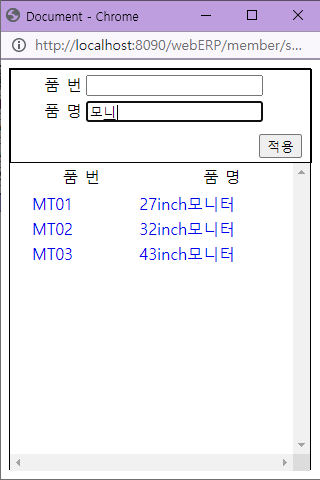 Document - Chrome
http://localhost:8090/webERP/member/s...
품 번
품 명 모니
적용
품 번 품 명
MT01 27inch모니터
MT02 32inch모니터
MT03 43inch모니터